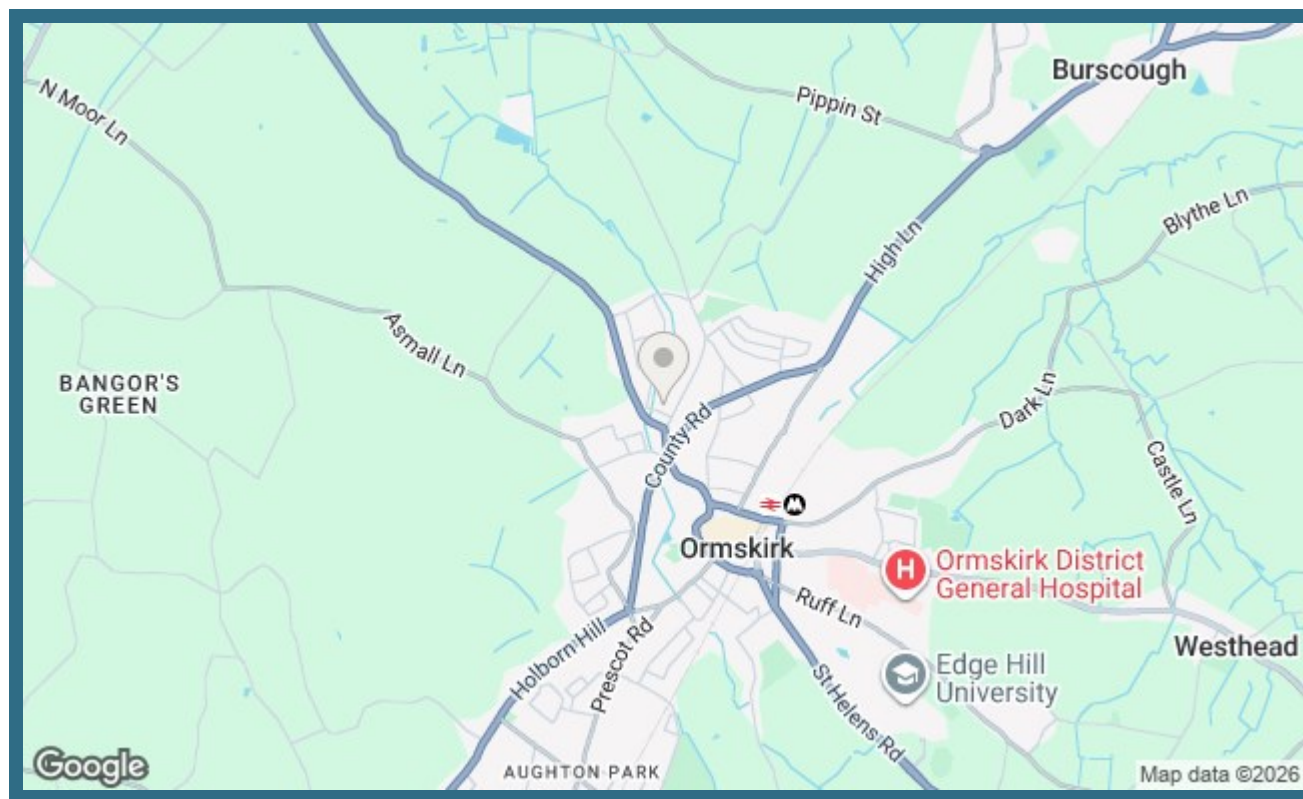 Burscough
N Moor Ln
Pippin St
Blythe Ln
High Ln
Asmall Ln
BANGOR'S
GREEN
Dark Ln
County Rd
Castle Ln
Ormskirk
H
Ormskirk District
General Hospital
Ruff Ln
Holborn Hill
Prescot Rd
Westhead
Edge Hill
University
St Helens Rd
AUGHTON PARK
Google
Map data ©2026